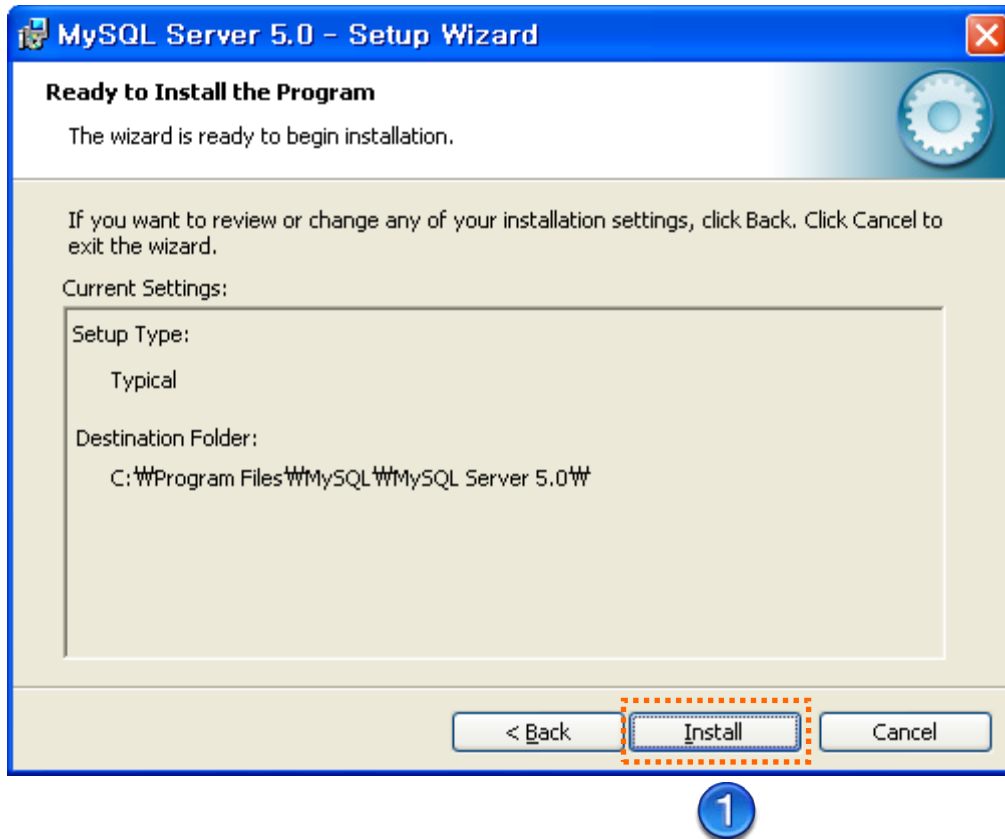 MySQL Server 5.0 - Setup Wizard
Ready to Install the Program
The wizard is ready to begin installation.
If you want to review or change any of your installation settings, click Back. Click Cancel to
exit the wizard.
Current Settings:
Setup Type:
Typical
Destination Folder:
C:₩Program Files₩MySQL₩MySQL Server 5.0₩
< Back
Install
Cancel
1